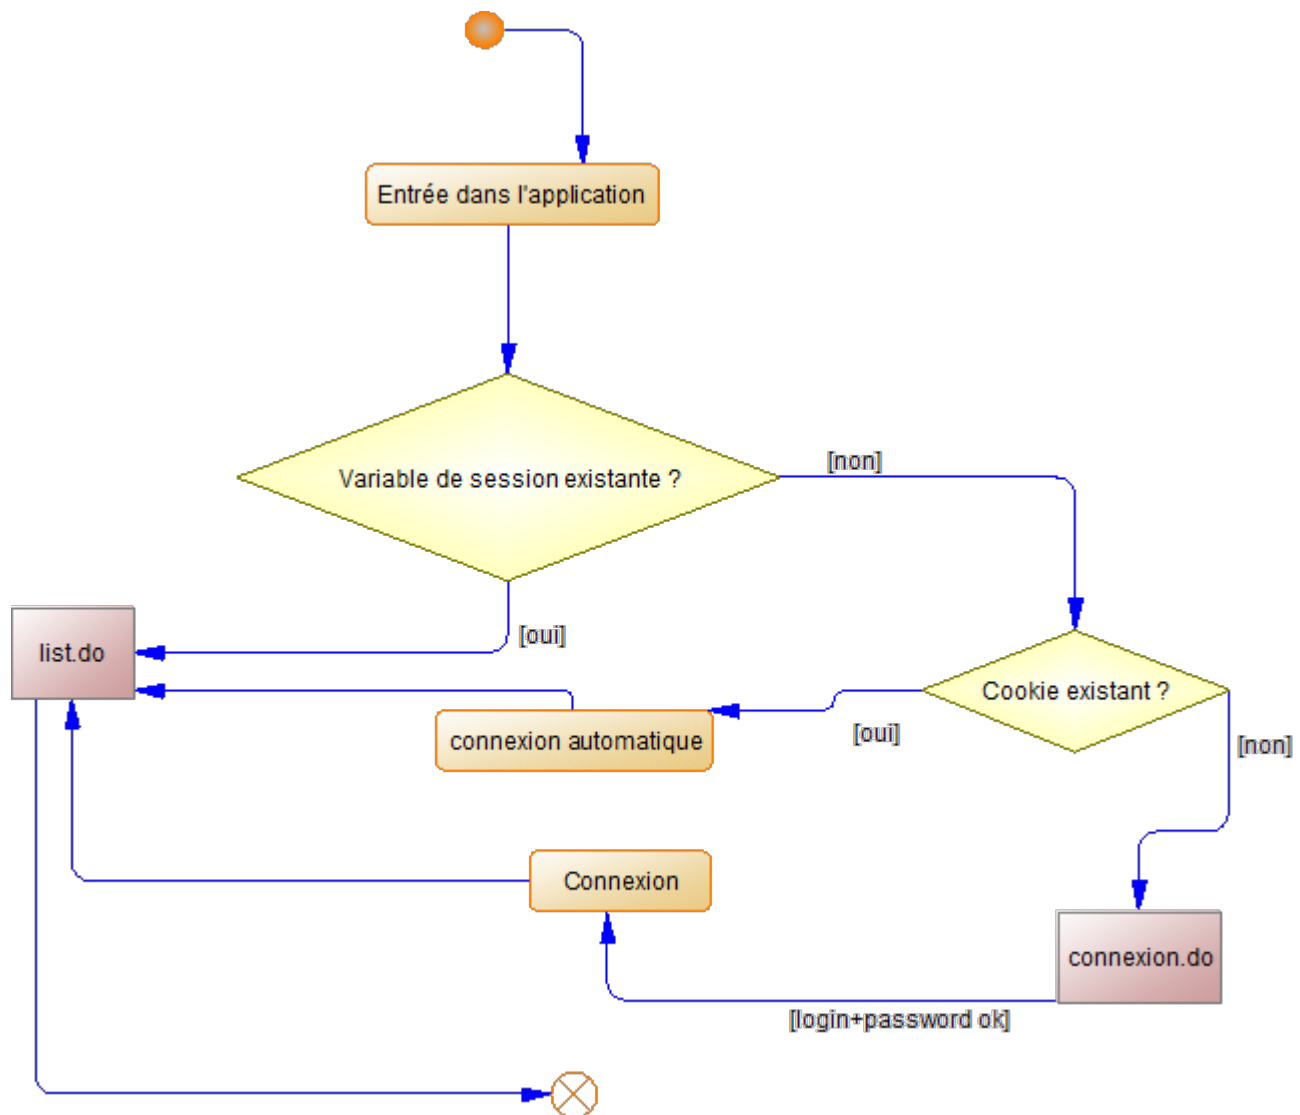 Entrée dans l'application
Variable de session existante ?
[non]
[oui]
list.do
Cookie existant ?
connexion automatique
[oui]
[non]
Connexion
connexion.do
[login+password ok]